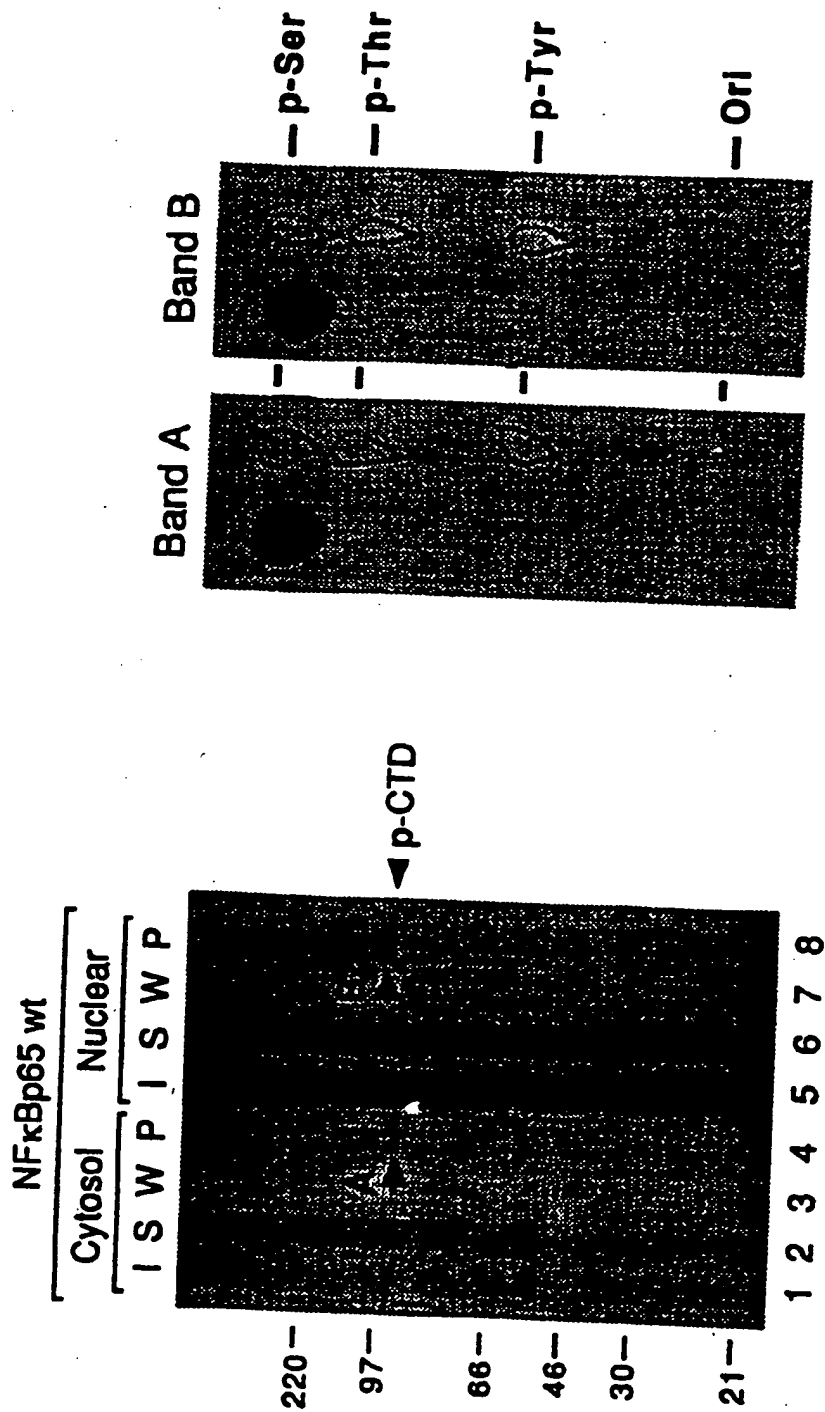 NFκBp65 wt
Cytosol Nuclear
I S W P I S W P
220–
97–
66–
46–
30–
21–
p-CTD
1 2 3 4 5 6 7 8
Band A Band B
p-Ser
p-Thr
p-Tyr
Ori